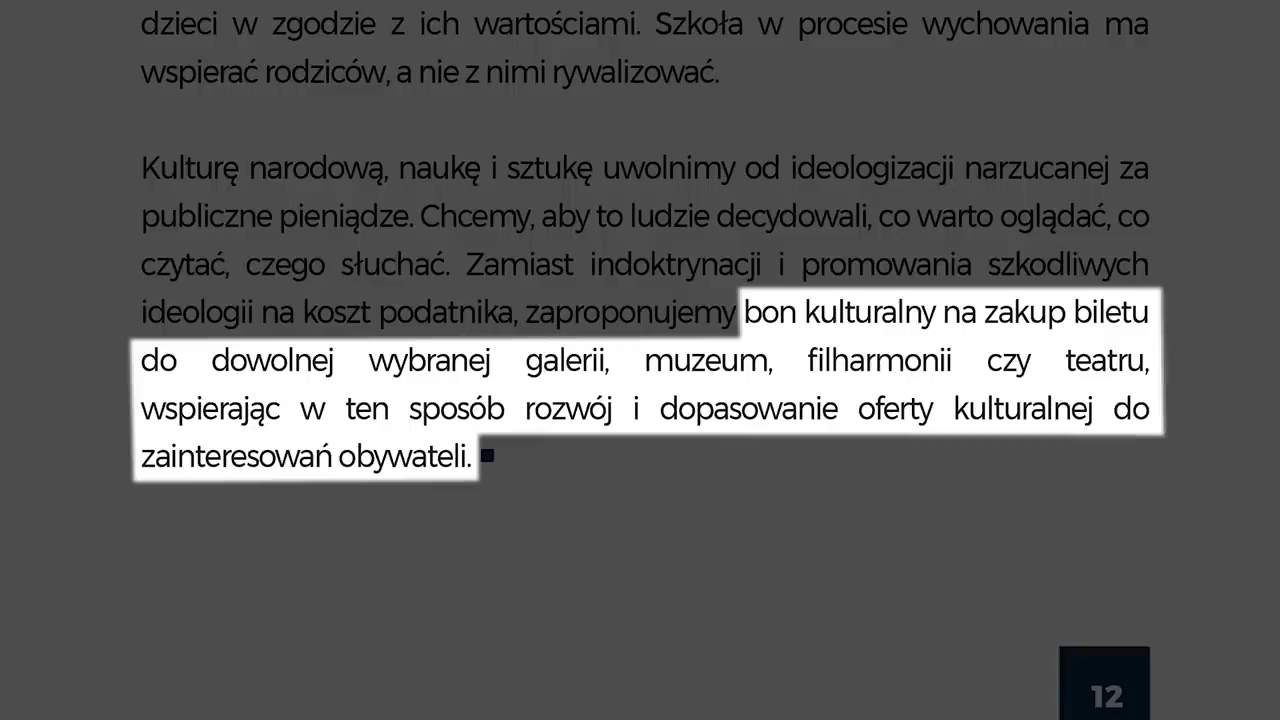 dzieci w zgodzie z ich wartościami. Szkoła w procesie wychowania ma
wspierać rodziców, a nie z nimi rywalizować.
Kulturę narodową, naukę i sztukę uwolnimy od ideologizacji narzucanej za
publiczne pieniądze. Chcemy, aby to ludzie decydowali, co warto oglądać, co
czytać, czego słuchać. Zamiast indoktrynacji i promowania szkodliwych
ideologii na koszt podatnika, zaproponujemy bon kulturalny na zakup biletu
do dowolnej wybranej galerii, muzeum, filharmonii czy teatru,
wspierając w ten sposób rozwój i dopasowanie oferty kulturalnej do
zainteresowań obywateli.
12